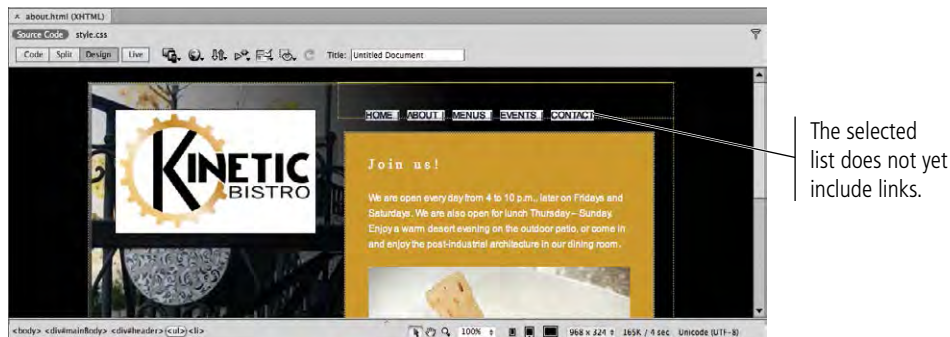 about.html (XHTML)
Source Code style.css
Code Split Design Live Title: Untitled Document
HOME | ABOUT | MENUS | EVENTS | CONTACT
KINETIC
BISTRO
Join us!
We are open every day from 4 to 10 p.m., later on Fridays and
Saturdays. We are also open for lunch Thursday – Sunday.
Enjoy a warm desert evening on the outdoor patio, or come in
and enjoy the post-industrial architecture in our dining room.
The selected
list does not yet
include links.
<body> <div#mainBody> <div#header> <ul> <li> 100% 968 x 324 165K / 4 sec Unicode (UTF-8)